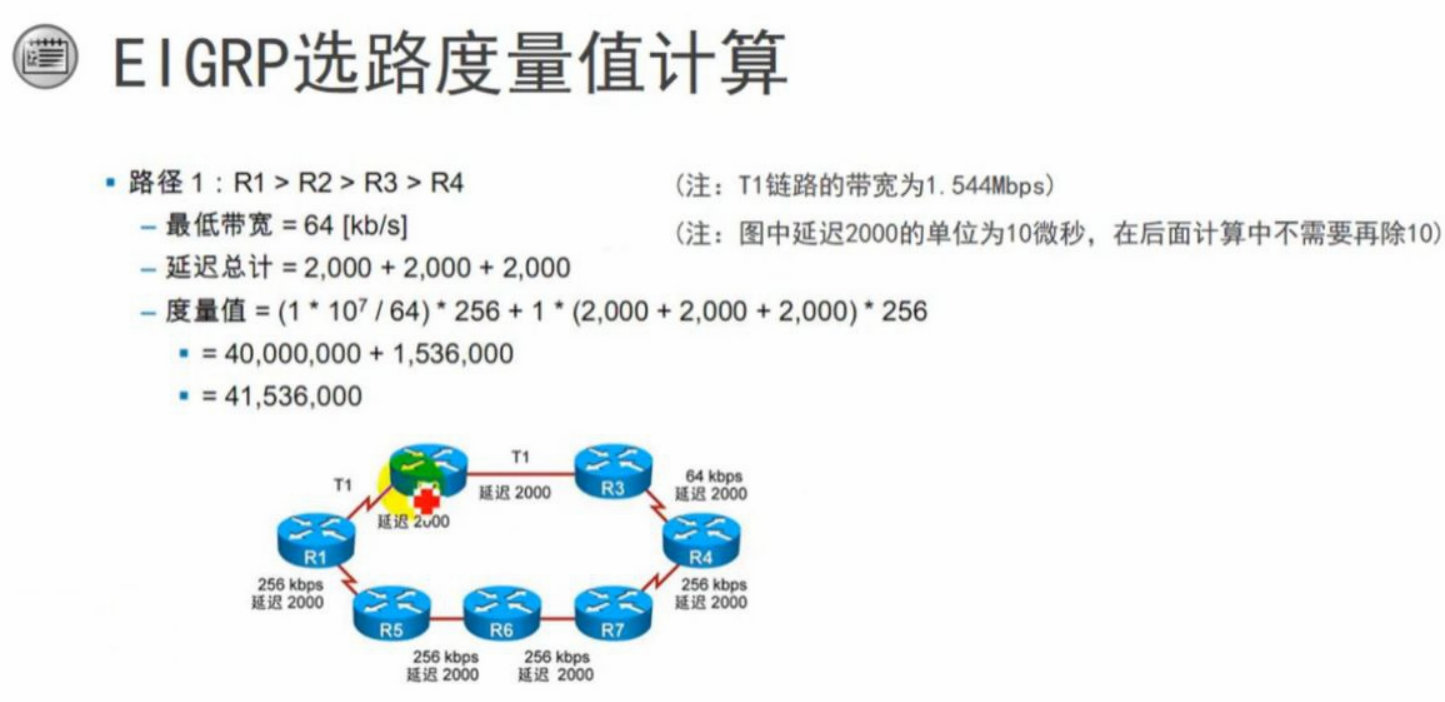 EIGRP选路度量值计算
路径 1：R1 > R2 > R3 > R4
(注：T1链路的带宽为1.544Mbps)
– 最低带宽 = 64 [kb/s]
(注：图中延迟2000的单位为10微秒，在后面计算中不需要再除10)
– 延迟总计 = 2,000 + 2,000 + 2,000
– 度量值 = (1 * 10⁷ / 64) * 256 + 1 * (2,000 + 2,000 + 2,000) * 256
▪ = 40,000,000 + 1,536,000
▪ = 41,536,000
T1
T1
延迟 2000
R3
64 kbps
延迟 2000
延迟 2000
R1
R4
256 kbps
延迟 2000
256 kbps
延迟 2000
R5
R6
R7
256 kbps
延迟 2000
256 kbps
延迟 2000